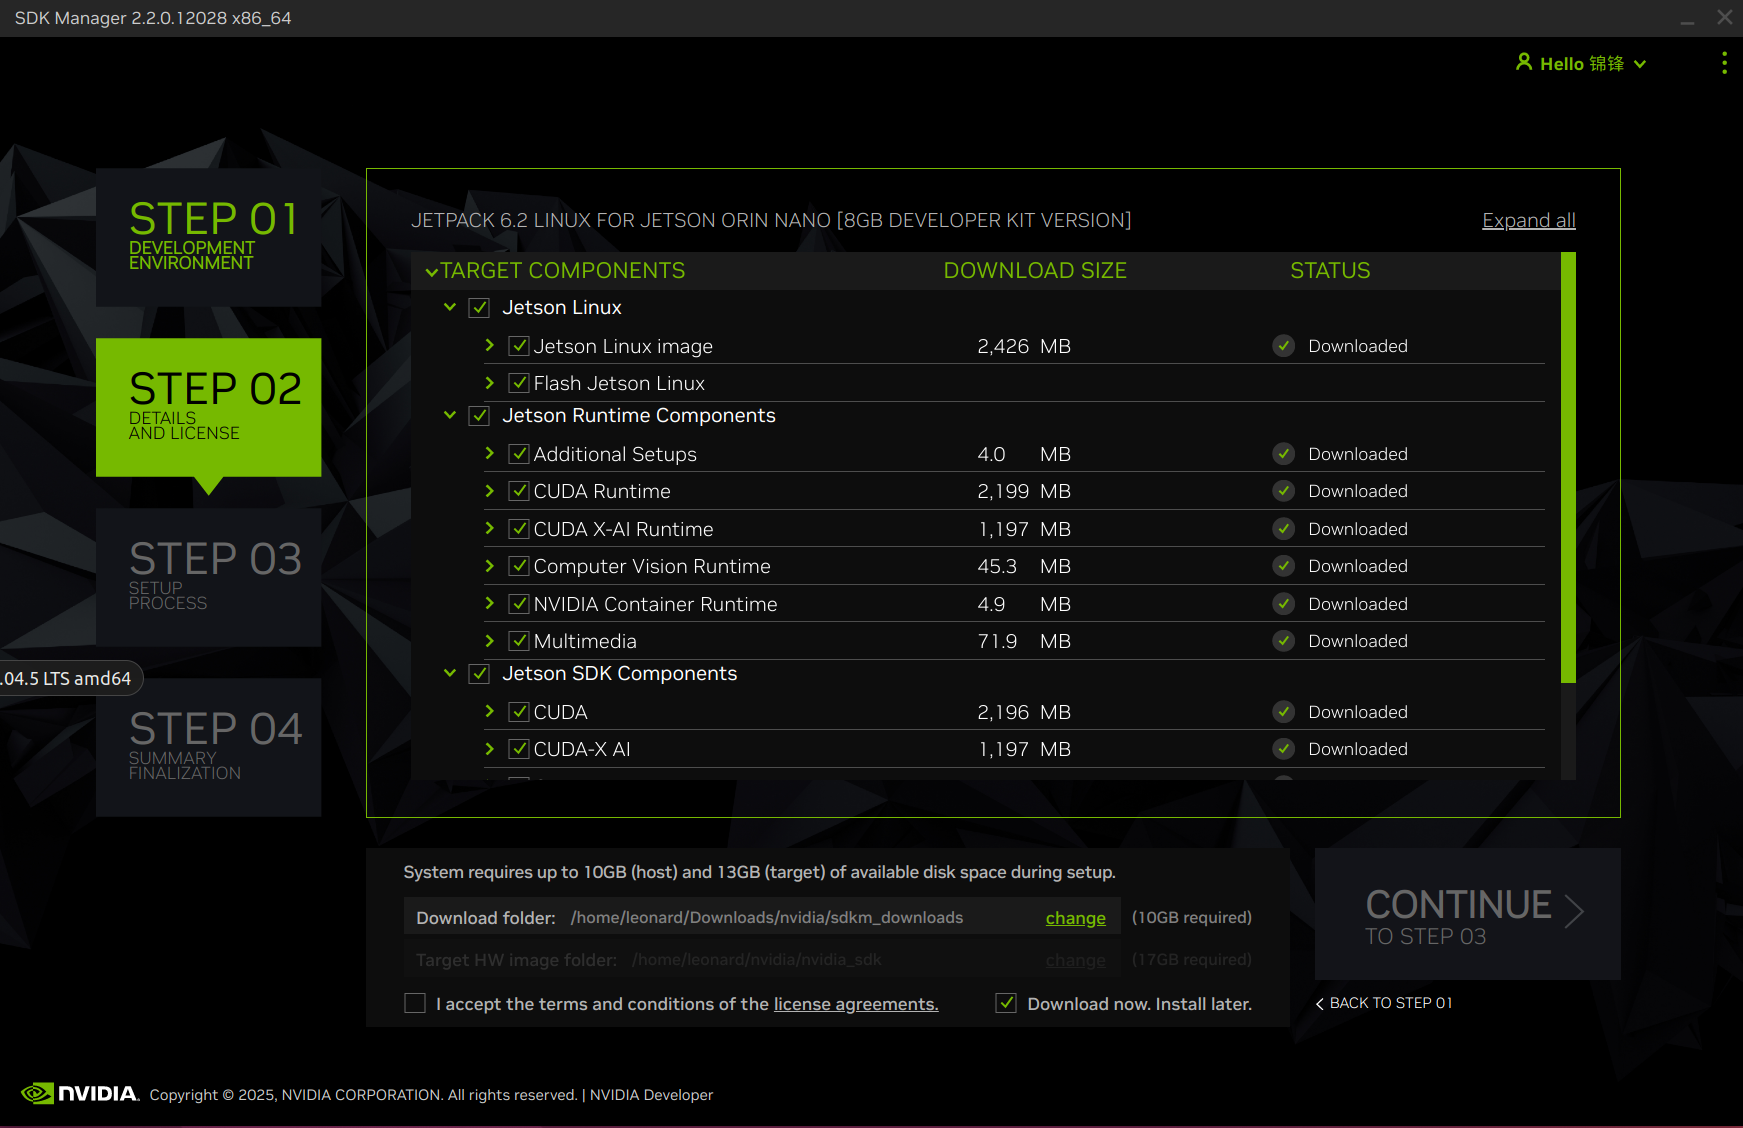 SDK Manager 2.2.0.12028 x86_64
Hello 锦锋
STEP 01
DEVELOPMENT
ENVIRONMENT
STEP 02
DETAILS
AND LICENSE
STEP 03
SETUP
PROCESS
.04.5 LTS amd64
STEP 04
SUMMARY
FINALIZATION
JETPACK 6.2 LINUX FOR JETSON ORIN NANO [8GB DEVELOPER KIT VERSION] Expand all
TARGET COMPONENTS DOWNLOAD SIZE STATUS
Jetson Linux
Jetson Linux image 2,426 MB Downloaded
Flash Jetson Linux
Jetson Runtime Components
Additional Setups 4.0 MB Downloaded
CUDA Runtime 2,199 MB Downloaded
CUDA X-AI Runtime 1,197 MB Downloaded
Computer Vision Runtime 45.3 MB Downloaded
NVIDIA Container Runtime 4.9 MB Downloaded
Multimedia 71.9 MB Downloaded
Jetson SDK Components
CUDA 2,196 MB Downloaded
CUDA-X AI 1,197 MB Downloaded
System requires up to 10GB (host) and 13GB (target) of available disk space during setup.
Download folder: /home/leonard/Downloads/nvidia/sdkm_downloads change (10GB required)
Target HW image folder: /home/leonard/nvidia/nvidia_sdk change (17GB required)
I accept the terms and conditions of the license agreements. Download now. Install later.
CONTINUE
TO STEP 03
BACK TO STEP 01
NVIDIA. Copyright © 2025, NVIDIA CORPORATION. All rights reserved. | NVIDIA Developer